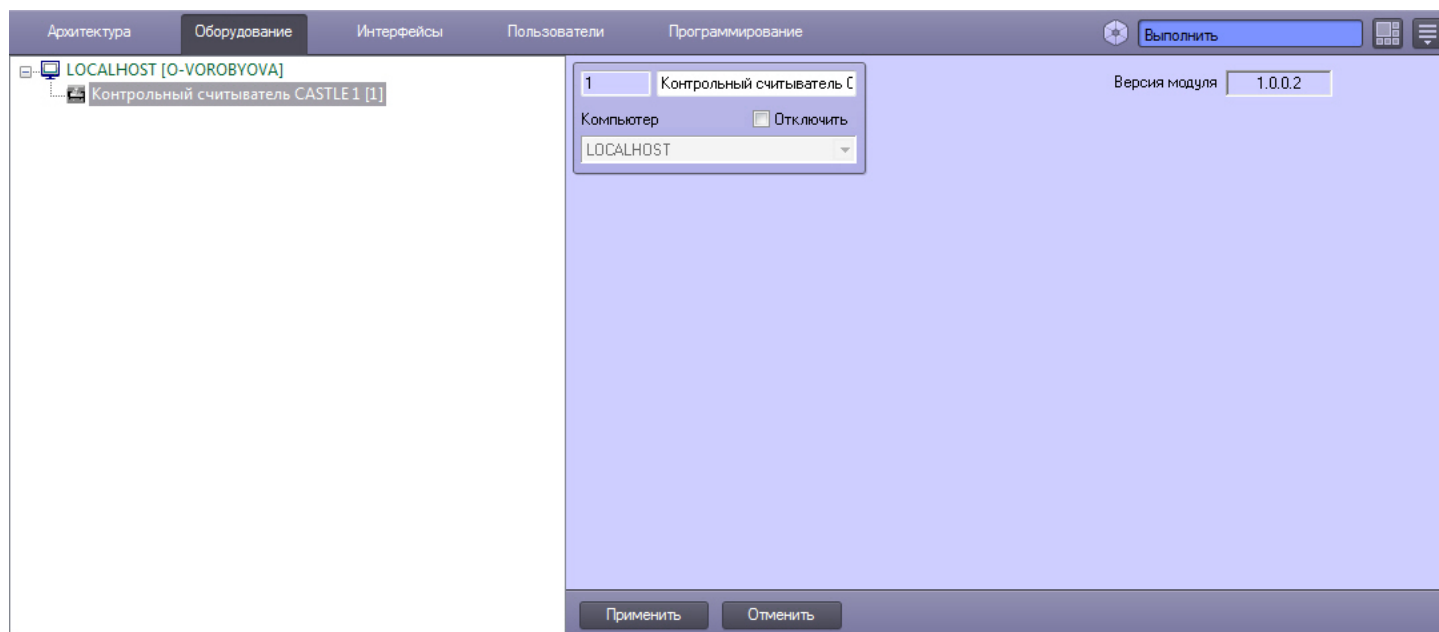 Архитектура Оборудование Интерфейсы Пользователи Программирование Выполнить
LOCALHOST [O-VOROBYOVA]
Контрольный считыватель CASTLE 1 [1]
1 Контрольный считыватель С
Компьютер Отключить
LOCALHOST
Версия модуля 1.0.0.2
Применить Отменить